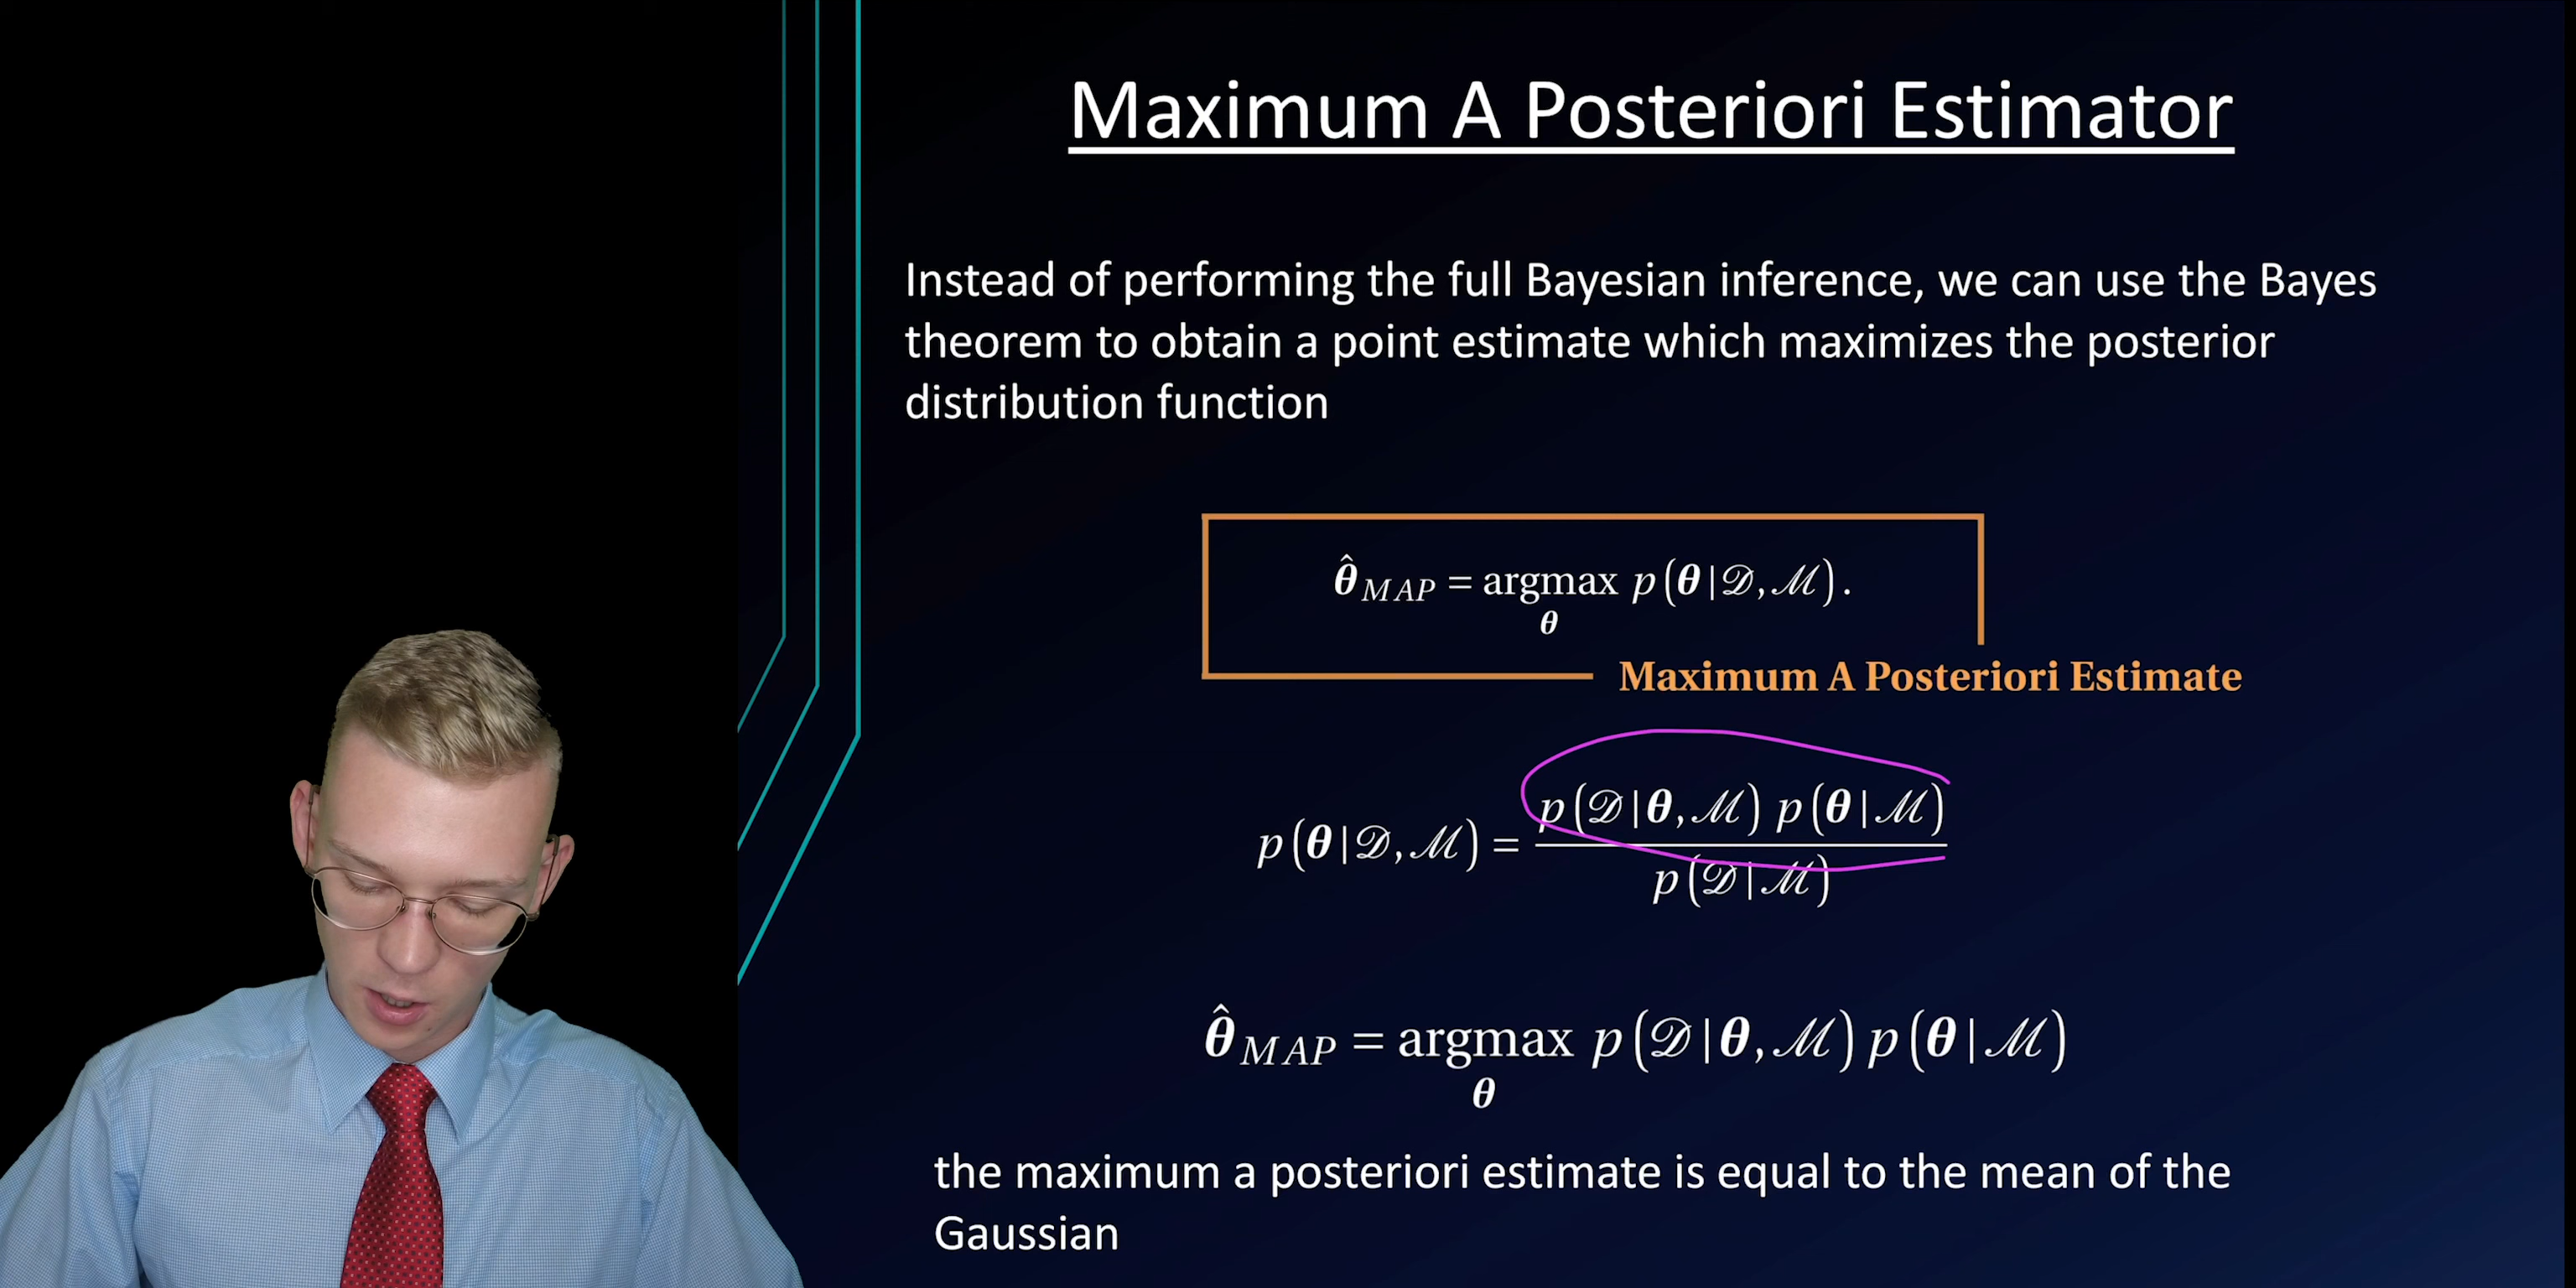 Maximum A Posteriori Estimator
Instead of performing the full Bayesian inference, we can use the Bayes
theorem to obtain a point estimate which maximizes the posterior
distribution function
θ̂_MAP = argmax_θ p(θ|𝒟,ℳ).
Maximum A Posteriori Estimate
p(θ|𝒟,ℳ) = p(𝒟|θ,ℳ) p(θ|ℳ) / p(𝒟|ℳ)
θ̂_MAP = argmax_θ p(𝒟|θ,ℳ) p(θ|ℳ)
the maximum a posteriori estimate is equal to the mean of the
Gaussian